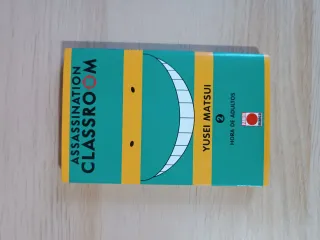 ASSASSINATION
CLASSROOM
YUSEI MATSUI
2
HORA DE ADULTOS